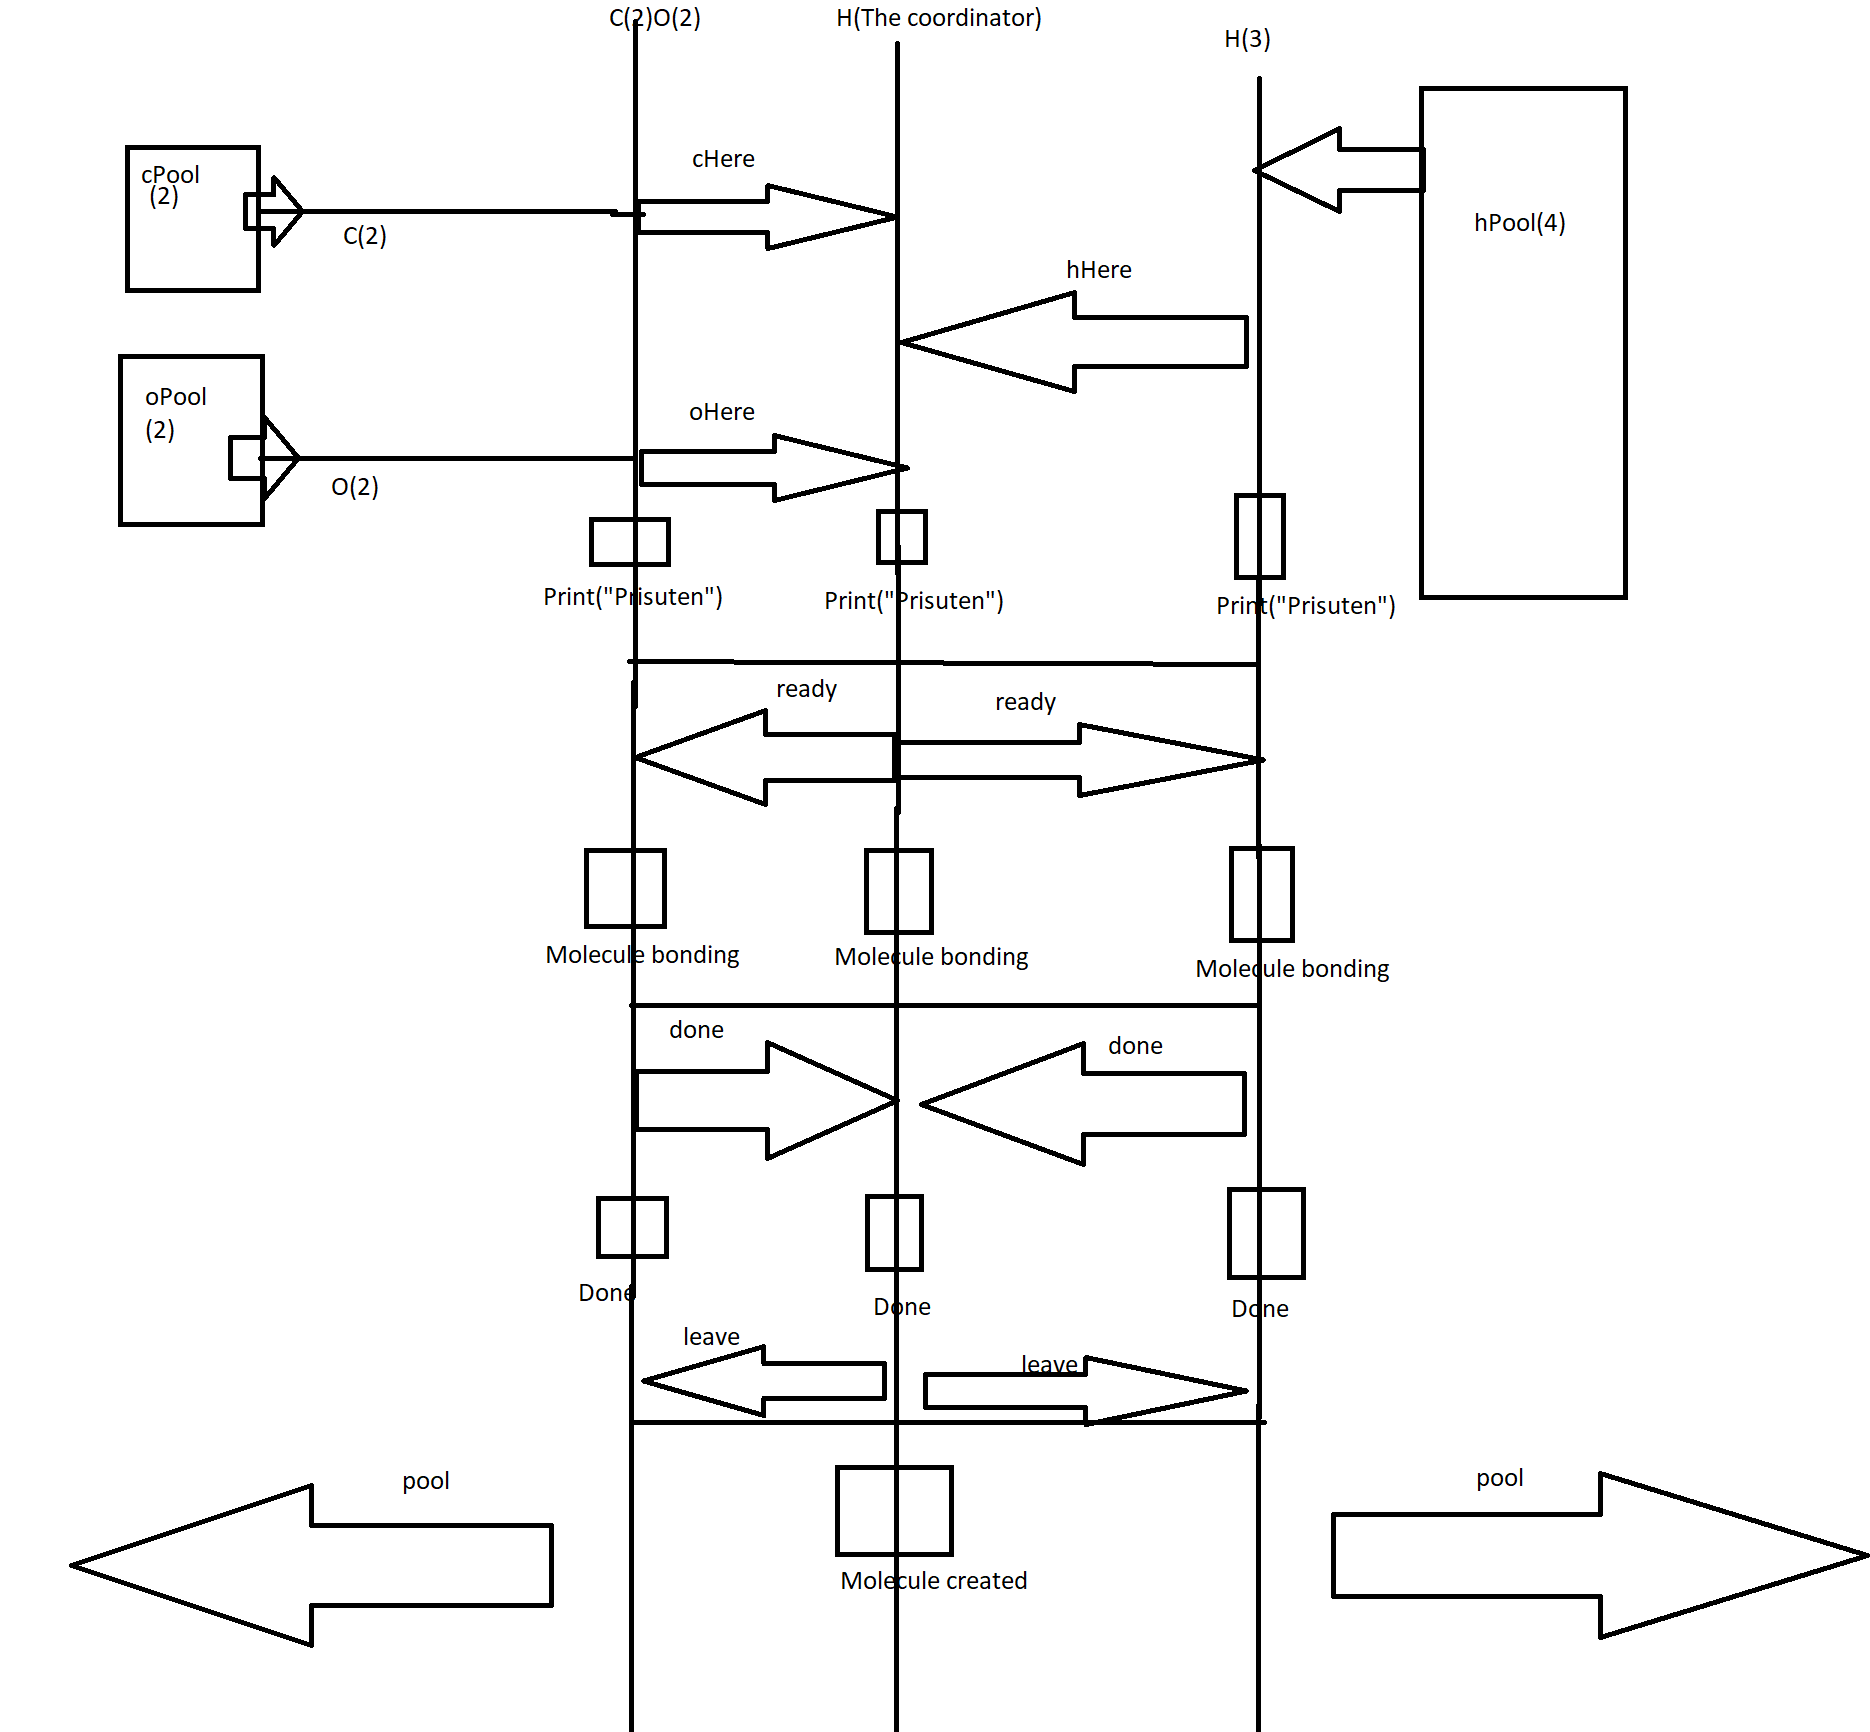 C(2)O(2)
H(The coordinator)
H(3)
cHere
cPool
(2)
C(2)
hPool(4)
hHere
oPool
(2)
oHere
O(2)
Print("Prisuten")
Print("Prisuten")
Print("Prisuten")
ready
ready
Molecule bonding
Molecule bonding
Molecule bonding
done
done
Done
Done
Done
leave
leave
pool
pool
Molecule created